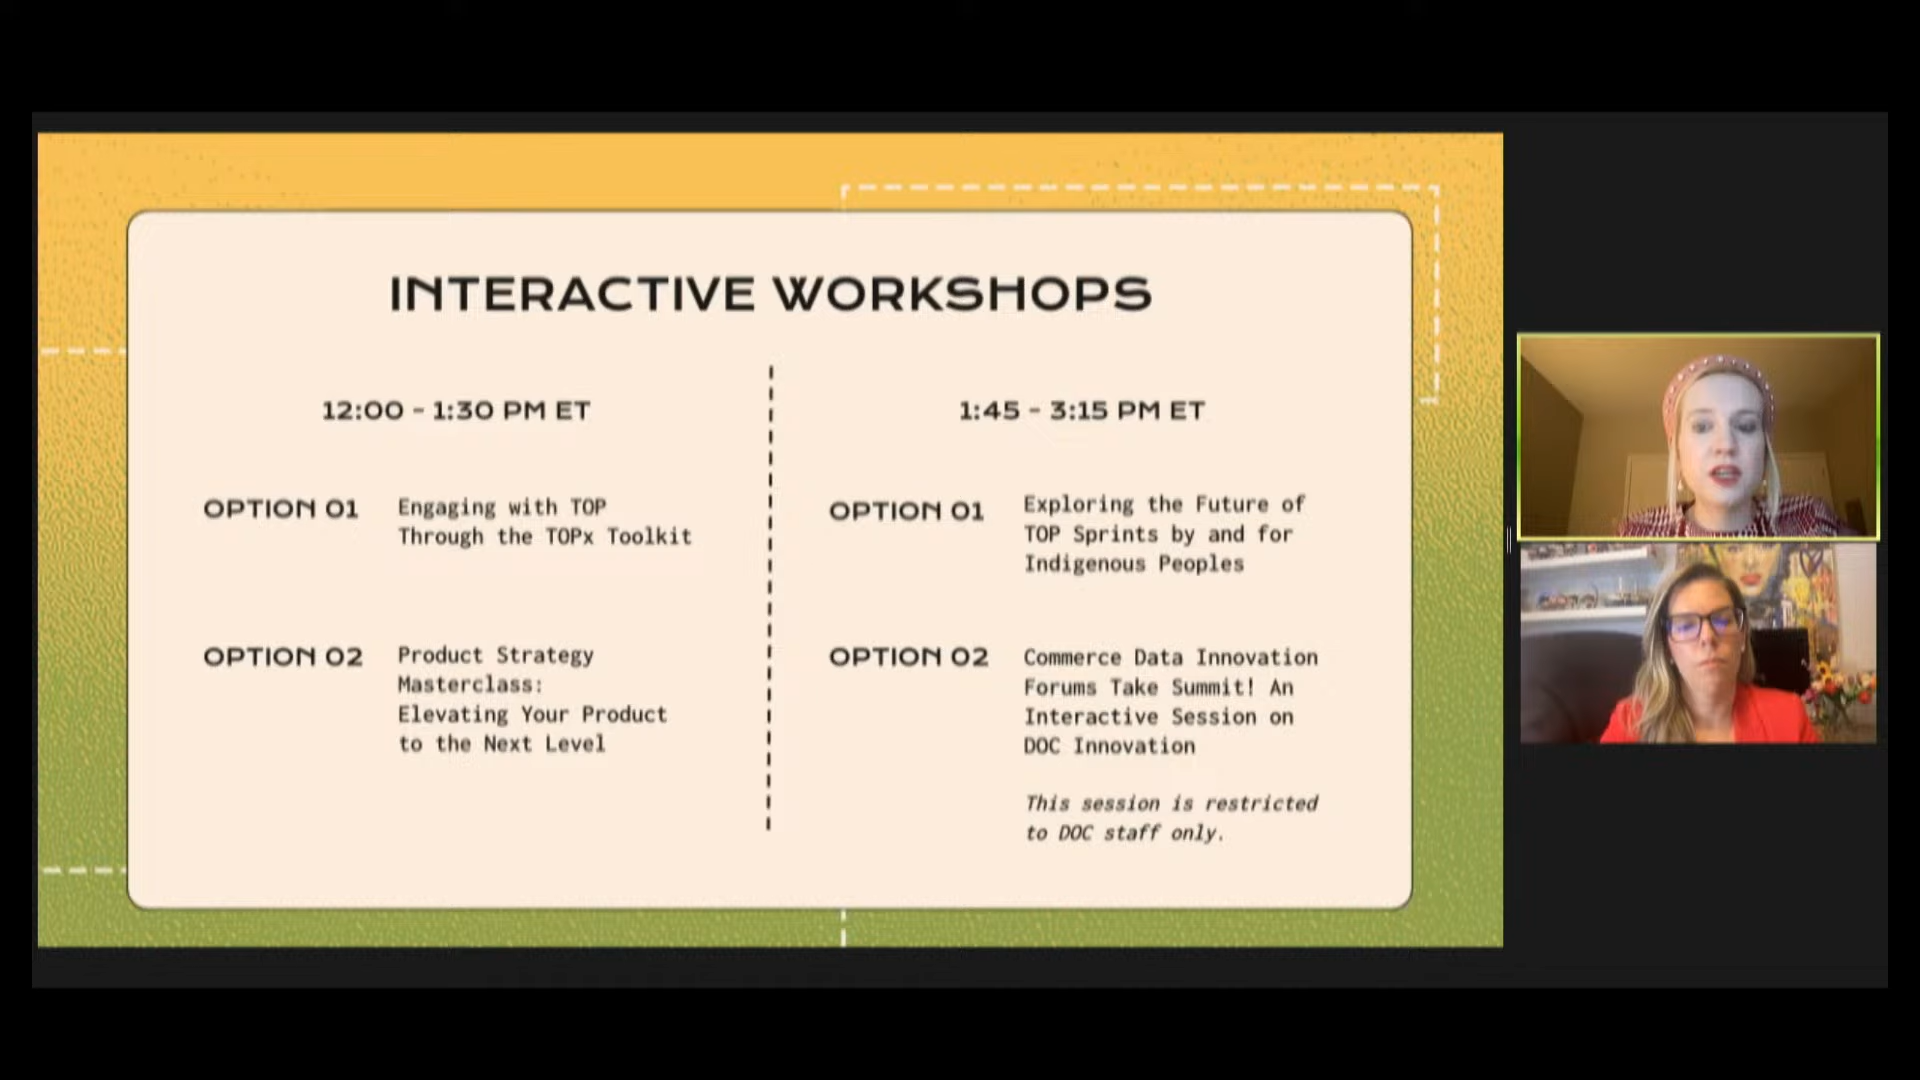 INTERACTIVE WORKSHOPS
12:00 - 1:30 PM ET
OPTION 01
Engaging with TOP
Through the TOPx Toolkit
OPTION 02
Product Strategy
Masterclass:
Elevating Your Product
to the Next Level
1:45 - 3:15 PM ET
OPTION 01
Exploring the Future of
TOP Sprints by and for
Indigenous Peoples
OPTION 02
Commerce Data Innovation
Forums Take Summit! An
Interactive Session on
DOC Innovation
This session is restricted
to DOC staff only.